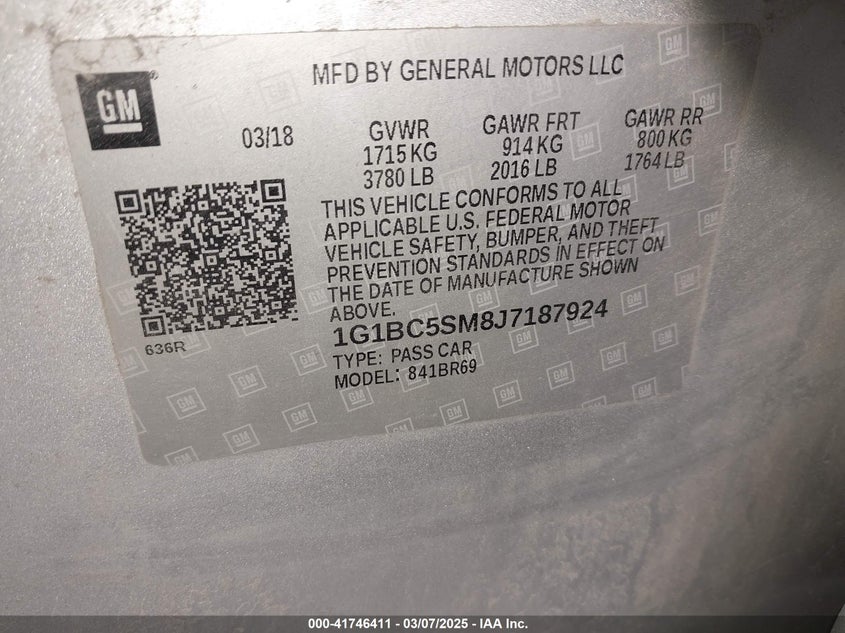 GM
MFD BY GENERAL MOTORS LLC
03/18
GVWR
1715 KG
3780 LB
GAWR FRT
914 KG
2016 LB
GAWR RR
800 KG
1764 LB
THIS VEHICLE CONFORMS TO ALL
APPLICABLE U.S. FEDERAL MOTOR
VEHICLE SAFETY, BUMPER, AND THEFT
PREVENTION STANDARDS IN EFFECT ON
THE DATE OF MANUFACTURE SHOWN
ABOVE.
636R
1G1BC5SM8J7187924
TYPE: PASS CAR
MODEL: 841BR69
000-41746411 - 03/07/2025 - IAA Inc.